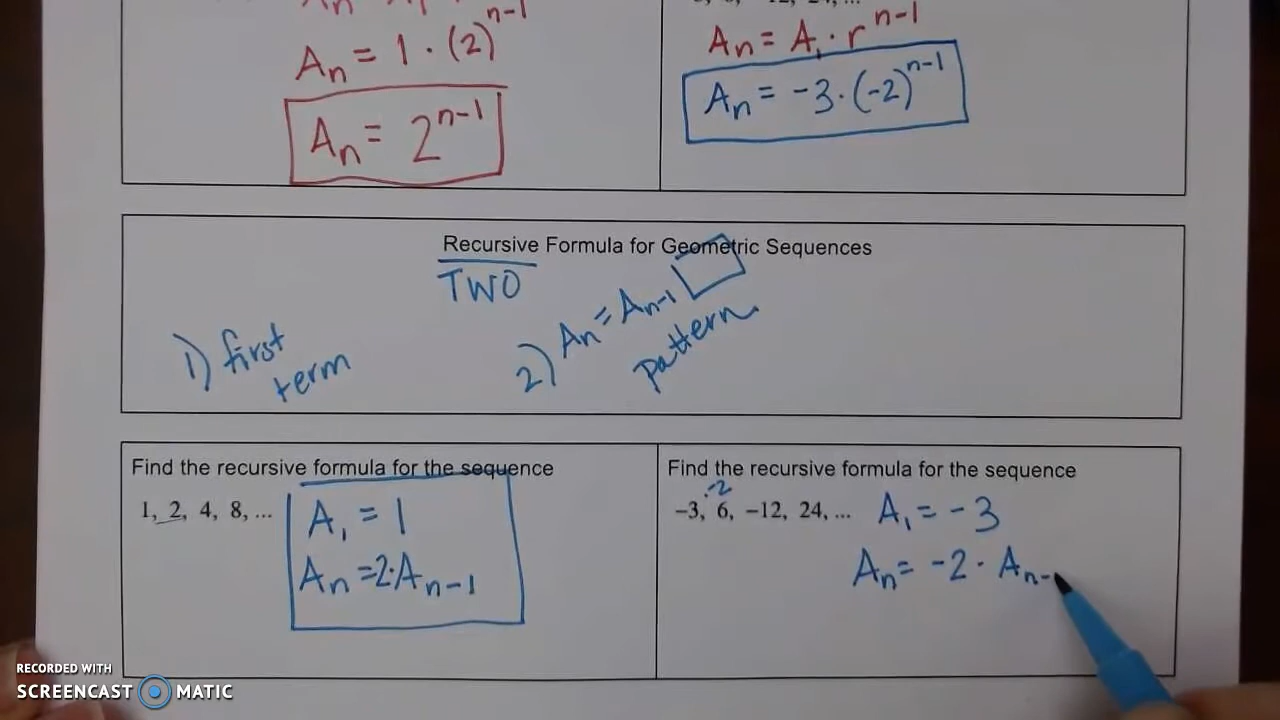 n-1
Aₙ = 1 · (2)
Aₙ = 2ⁿ⁻¹
Aₙ = A₁ · rⁿ⁻¹
Aₙ = -3 · (-2)ⁿ⁻¹
Recursive Formula for Geometric Sequences
TWO
1) first
term
2) Aₙ = Aₙ₋₁
pattern
Find the recursive formula for the sequence
1, 2, 4, 8, ...
A₁ = 1
Aₙ = 2·Aₙ₋₁
Find the recursive formula for the sequence
·-2
−3, 6, −12, 24, ...
A₁ = -3
Aₙ = -2 · Aₙ₋
RECORDED WITH
SCREENCAST MATIC